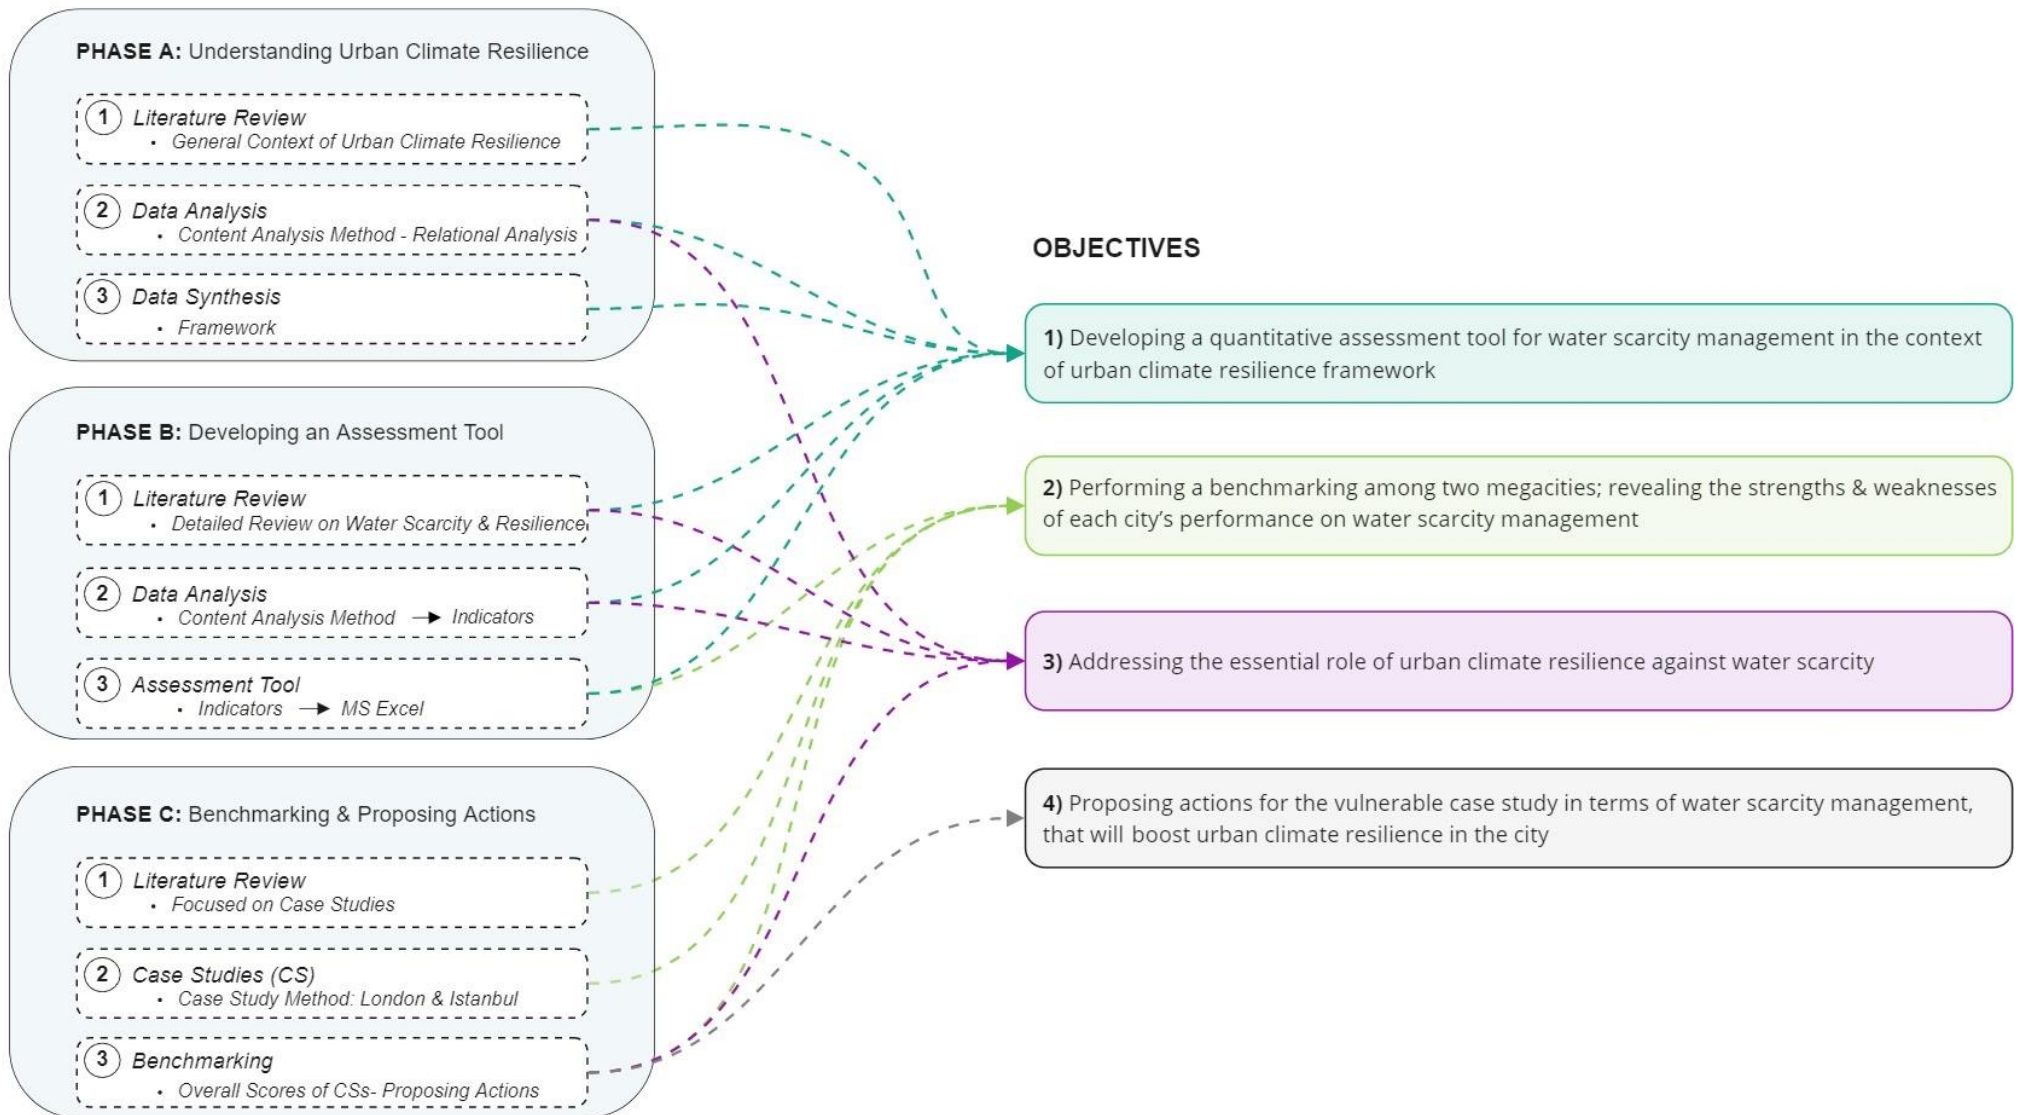 PHASE A: Understanding Urban Climate Resilience
1 Literature Review
• General Context of Urban Climate Resilience
2 Data Analysis
• Content Analysis Method - Relational Analysis
3 Data Synthesis
• Framework
PHASE B: Developing an Assessment Tool
1 Literature Review
• Detailed Review on Water Scarcity & Resilience
2 Data Analysis
• Content Analysis Method → Indicators
3 Assessment Tool
• Indicators → MS Excel
PHASE C: Benchmarking & Proposing Actions
1 Literature Review
• Focused on Case Studies
2 Case Studies (CS)
• Case Study Method: London & Istanbul
3 Benchmarking
• Overall Scores of CSs- Proposing Actions
OBJECTIVES
1) Developing a quantitative assessment tool for water scarcity management in the context
of urban climate resilience framework
2) Performing a benchmarking among two megacities; revealing the strengths & weaknesses
of each city's performance on water scarcity management
3) Addressing the essential role of urban climate resilience against water scarcity
4) Proposing actions for the vulnerable case study in terms of water scarcity management,
that will boost urban climate resilience in the city